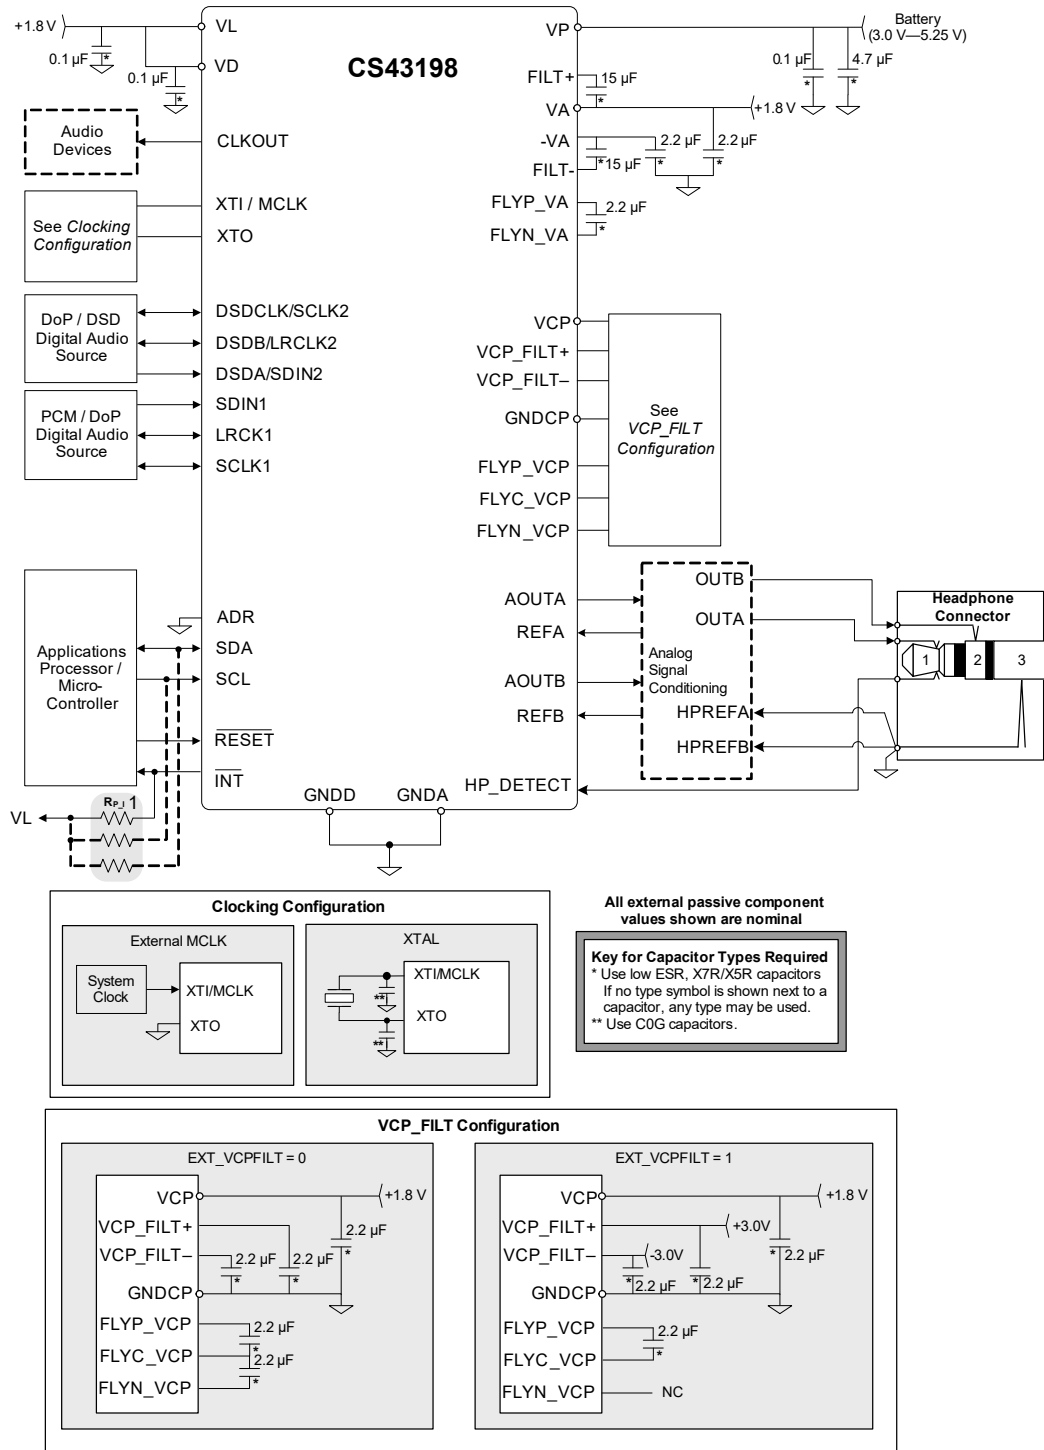 +1.8 V
VL
0.1 µF
0.1 µF
VD
CS43198
VP
Battery
(3.0 V—5.25 V)
0.1 µF
4.7 µF
FILT+
15 µF
VA
+1.8 V
-VA
2.2 µF
2.2 µF
*15 µF
FILT-
FLYP_VA
2.2 µF
FLYN_VA
Audio
Devices
CLKOUT
See Clocking
Configuration
XTI / MCLK
XTO
DoP / DSD
Digital Audio
Source
DSDCLK/SCLK2
DSDB/LRCLK2
DSDA/SDIN2
PCM / DoP
Digital Audio
Source
SDIN1
LRCK1
SCLK1
VCP
VCP_FILT+
VCP_FILT–
GNDCP
FLYP_VCP
FLYC_VCP
FLYN_VCP
See
VCP_FILT
Configuration
Applications
Processor /
Micro-
Controller
ADR
SDA
SCL
RESET
INT
AOUTA
REFA
AOUTB
REFB
HP_DETECT
OUTB
OUTA
Analog
Signal
Conditioning
HPREFA
HPREFB
Headphone
Connector
1
2
3
GNDD
GNDA
VL
RP_I 1
Clocking Configuration
External MCLK
System
Clock
XTI/MCLK
XTO
XTAL
XTI/MCLK
**
XTO
**
All external passive component
values shown are nominal
Key for Capacitor Types Required
* Use low ESR, X7R/X5R capacitors
If no type symbol is shown next to a
capacitor, any type may be used.
** Use C0G capacitors.
VCP_FILT Configuration
EXT_VCPFILT = 0
VCP
+1.8 V
VCP_FILT+
2.2 µF
VCP_FILT–
2.2 µF
2.2 µF
GNDCP
FLYP_VCP
2.2 µF
FLYC_VCP
2.2 µF
FLYN_VCP
EXT_VCPFILT = 1
VCP
+1.8 V
VCP_FILT+
+3.0V
VCP_FILT–
-3.0V
2.2 µF
2.2 µF
2.2 µF
GNDCP
FLYP_VCP
2.2 µF
FLYC_VCP
FLYN_VCP
NC